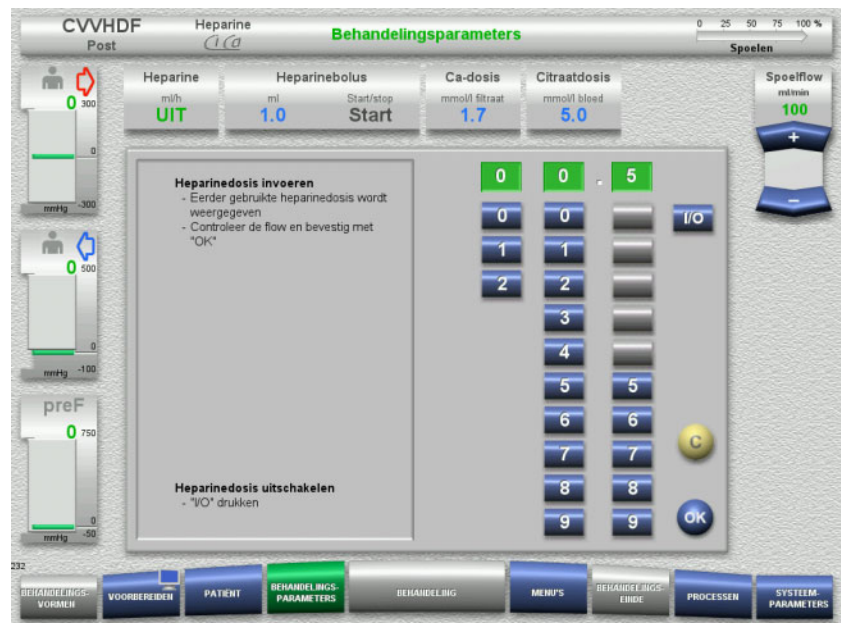 CVVHDF
Post
Heparine
Ci Ca
Behandelingsparameters
0 25 50 75 100 %
Spoelen
Heparine
ml/h
UIT
Heparinebolus
ml Start/stop
1.0 Start
Ca-dosis
mmol/l filtraat
1.7
Citraatdosis
mmol/l bloed
5.0
Spoelflow
ml/min
100
+
−
0 300
0
mmHg -300
0 500
0
mmHg -100
preF
0 750
0
mmHg -50
Heparinedosis invoeren
- Eerder gebruikte heparinedosis wordt
weergegeven
- Controleer de flow en bevestig met
"OK"
Heparinedosis uitschakelen
- "I/O" drukken
0 0 . 5
0 0 I/O
1 1
2 2
3
4
5 5
6 6
7 7
C
8 8
9 9
OK
232
BEHANDELINGS-
VORMEN
VOORBEREIDEN
PATIËNT
BEHANDELINGS-
PARAMETERS
BEHANDELING
MENU'S
BEHANDELINGS-
EINDE
PROCESSEN
SYSTEEM-
PARAMETERS